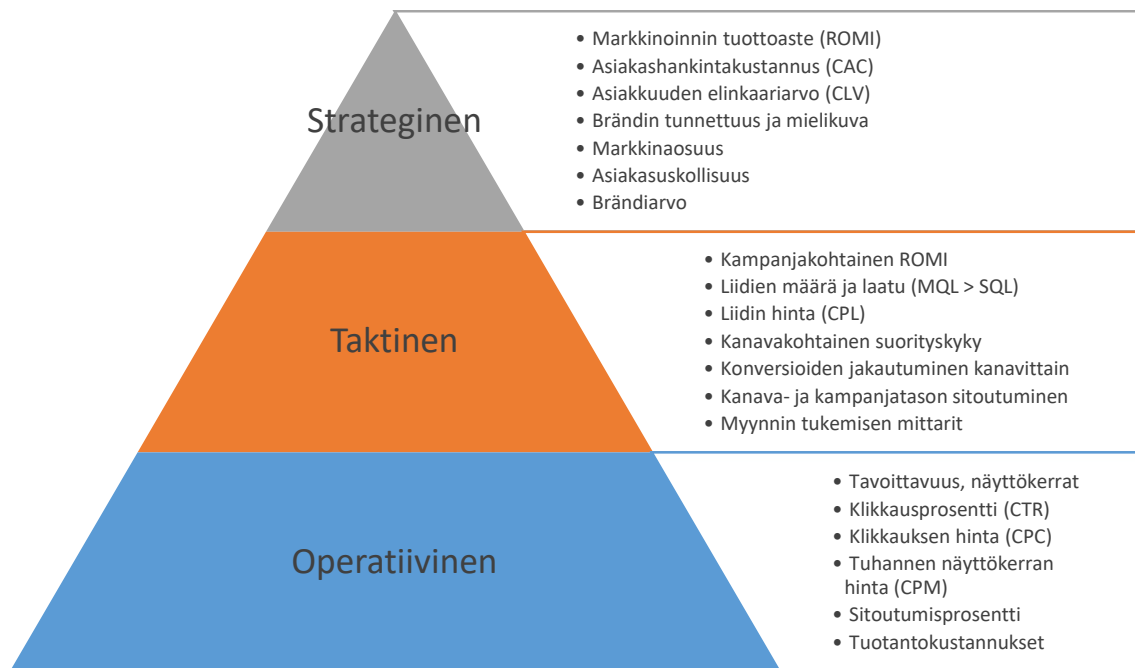 Strateginen
• Markkinoinnin tuottoaste (ROMI)
• Asiakashankintakustannus (CAC)
• Asiakkuuden elinkaariarvo (CLV)
• Brändin tunnettuus ja mielikuva
• Markkinaosuus
• Asiakasuskollisuus
• Brändiarvo
Taktinen
• Kampanjakohtainen ROMI
• Liidien määrä ja laatu (MQL > SQL)
• Liidin hinta (CPL)
• Kanavakohtainen suorityskyky
• Konversioiden jakautuminen kanavittain
• Kanava- ja kampanjatason sitoutuminen
• Myynnin tukemisen mittarit
Operatiivinen
• Tavoittavuus, näyttökerrat
• Klikkausprosentti (CTR)
• Klikkauksen hinta (CPC)
• Tuhannen näyttökerran
hinta (CPM)
• Sitoutumisprosentti
• Tuotantokustannukset